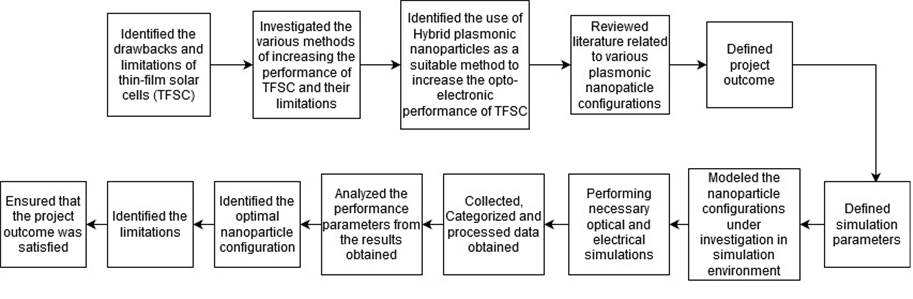 Identified the
drawbacks and
limitations of
thin-film solar
cells (TFSC)
Investigated the
various methods
of increasing the
performance of
TFSC and their
limitations
Identified the use of
Hybrid plasmonic
nanoparticles as a
suitable method to
increase the opto-
electronic
performance of TFSC
Reviewed
literature related
to various
plasmonic
nanopaticle
configurations
Defined
project
outcome
Defined
simulation
parameters
Modeled the
nanoparticle
configurations
under
investigation in
simulation
environment
Performing
necessary
optical and
electrical
simulations
Collected,
Categorized and
processed data
obtained
Analyzed the
performance
parameters from
the results
obtained
Identified the
optimal
nanoparticle
configuration
Identified the
limitations
Ensured that
the project
outcome was
satisfied